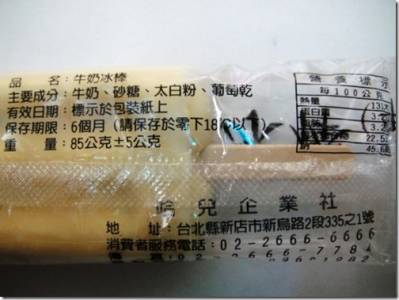 品　　名：牛奶冰棒
主要成分：牛奶、砂糖、太白粉、葡萄乾
有效日期：標示於包裝紙上
保存期限：6個月（請保存於零下18℃以下）
重　　量：85公克±5公克
營養標示
每100公克
熱量
鈉
兒企業社
地　　址：台北縣新店市新烏路2段335之1號
消費者服務電話：02-2666-6666
02-2666-778